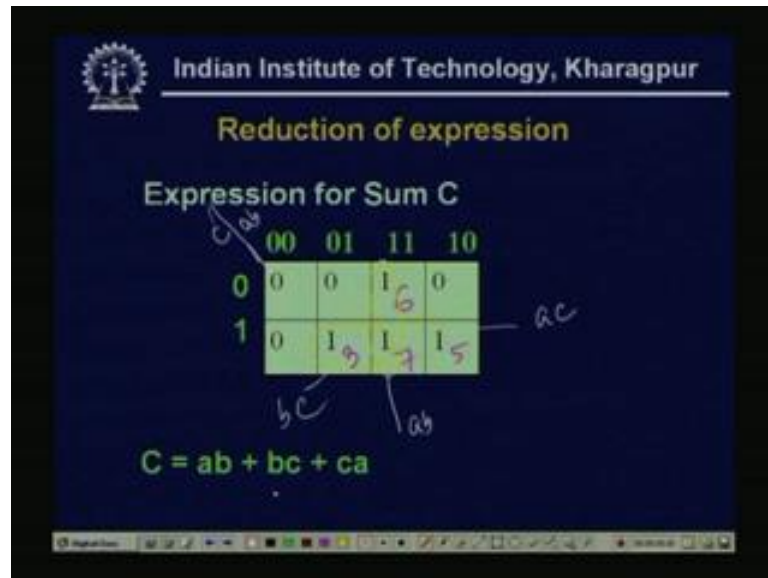 Indian Institute of Technology, Kharagpur
Reduction of expression
Expression for Sum C
c ab
00 01 11 10
0 0 0 1 6 0
1 0 1 3 1 7 1 5
ac
bc
ab
C = ab + bc + ca